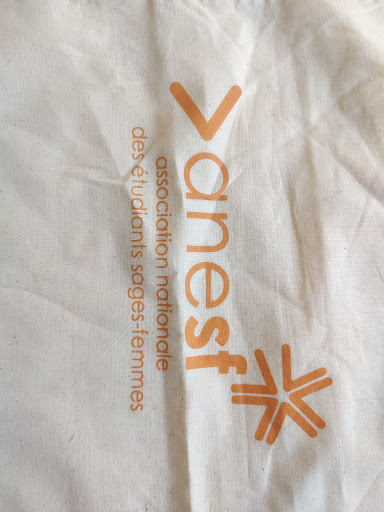 anesf
association nationale
des étudiants sages-femmes